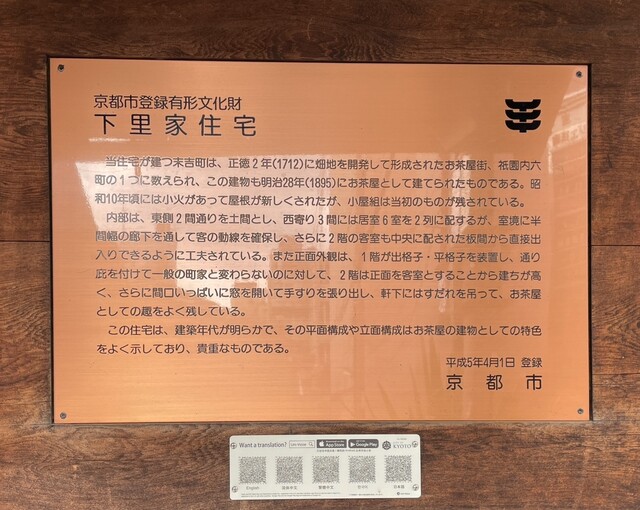 京都市登録有形文化財
下里家住宅
当住宅が建つ末吉町は、正徳2年(1712)に畑地を開発して形成されたお茶屋街、祇園内六
町の1つに数えられ、この建物も明治28年(1895)にお茶屋として建てられたものである。昭
和10年頃には小火があって屋根が新しくされたが、小屋組は当初のものが残されている。
内部は、東側2間通りを土間とし、西寄り3間には居室6室を2列に配するが、室境に半
間幅の廊下を通して客の動線を確保し、さらに2階の客室も中央に配された板間から直接出
入りできるように工夫されている。また正面外観は、1階が出格子・平格子を装置し、通り
庇を付けて一般の町家と変わらないのに対して、2階は正面を客室とすることから建ちが高
く、さらに間口いっぱいに窓を開いて手すりを張り出し、軒下にはすだれを吊って、お茶屋
としての趣をよく残している。
この住宅は、建築年代が明らかで、その平面構成や立面構成はお茶屋の建物としての特色
をよく示しており、貴重なものである。
平成5年4月1日 登録
京都市
Want a translation?
App Store
Google Play
KYOTO
English
简体中文
繁體中文
한국어
日本語